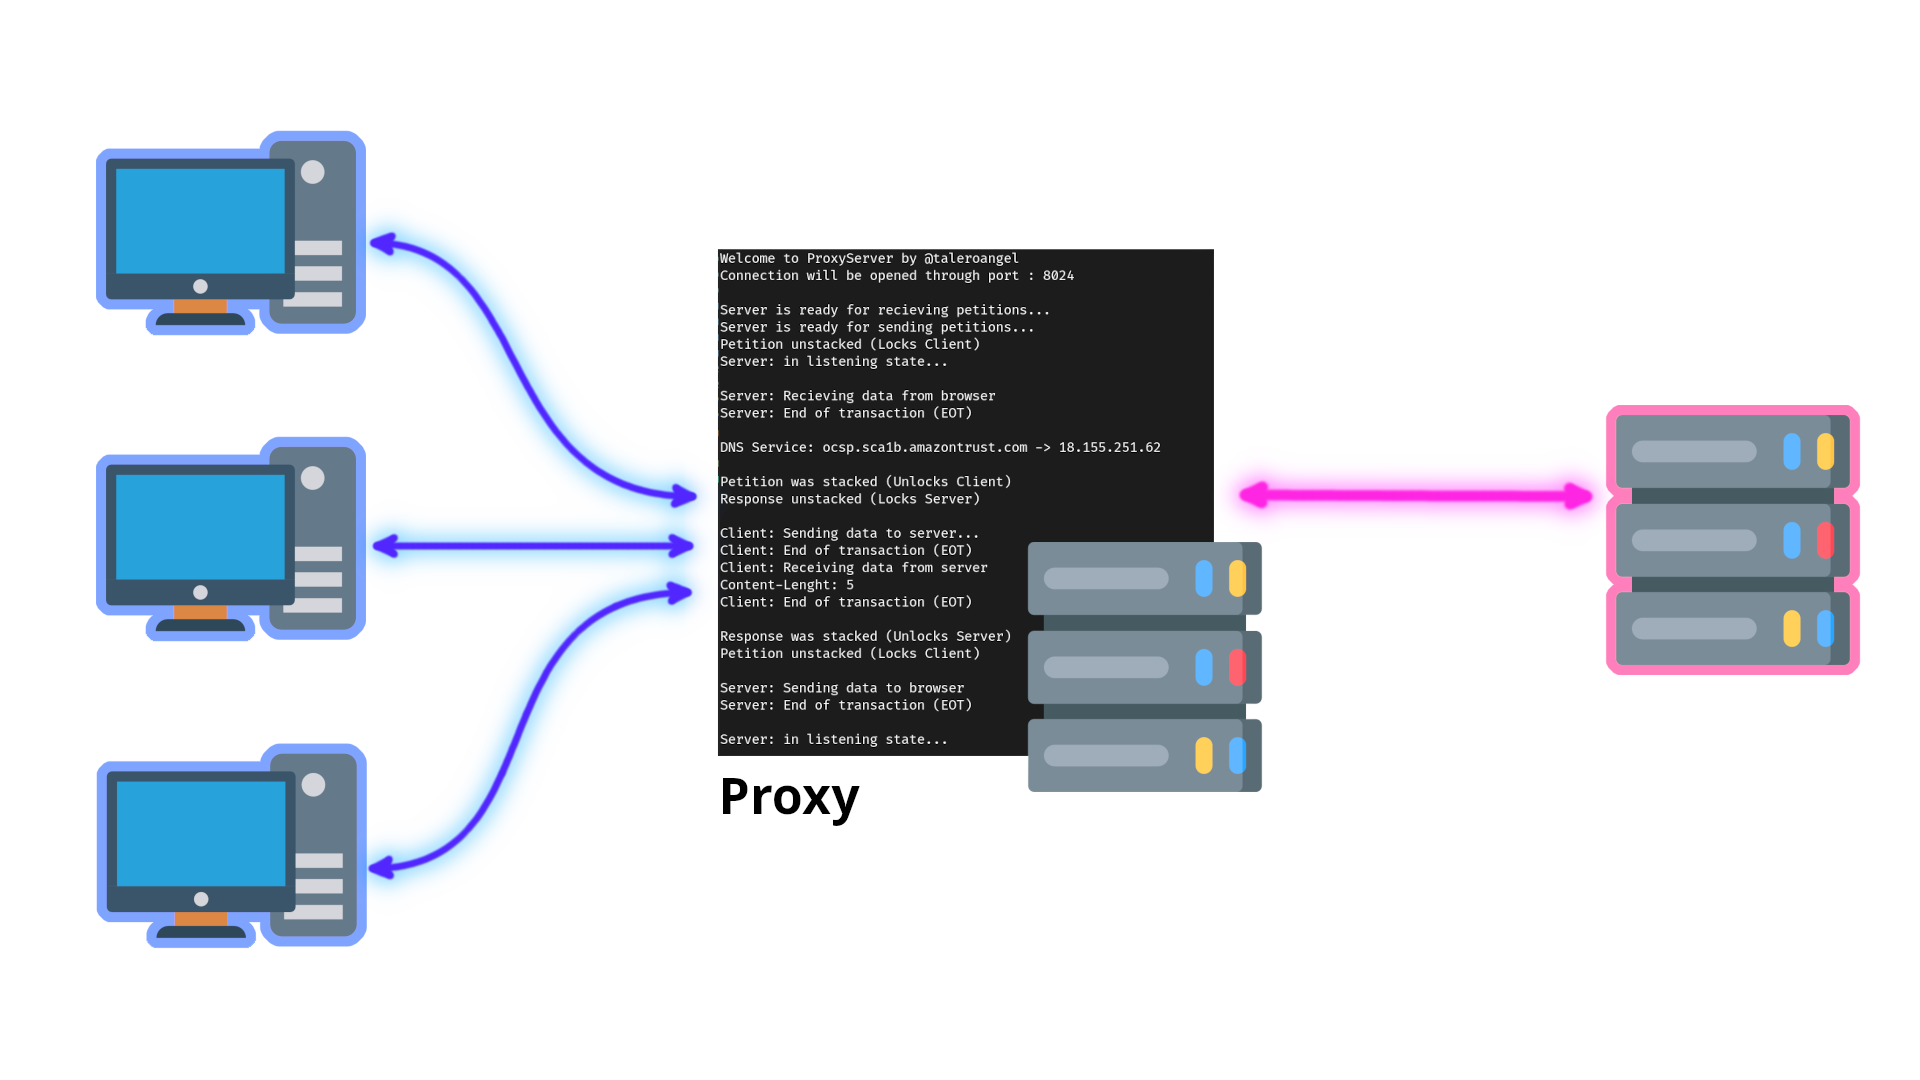 Welcome to ProxyServer by @taleroangel
Connection will be opened through port : 8024
Server is ready for recieving petitions...
Server is ready for sending petitions...
Petition unstacked (Locks Client)
Server: in listening state...
Server: Recieving data from browser
Server: End of transaction (EOT)
DNS Service: ocsp.sca1b.amazontrust.com -> 18.155.251.62
Petition was stacked (Unlocks Client)
Response unstacked (Locks Server)
Client: Sending data to server...
Client: End of transaction (EOT)
Client: Receiving data from server
Content-Lenght: 5
Client: End of transaction (EOT)
Response was stacked (Unlocks Server)
Petition unstacked (Locks Client)
Server: Sending data to browser
Server: End of transaction (EOT)
Server: in listening state...
Proxy